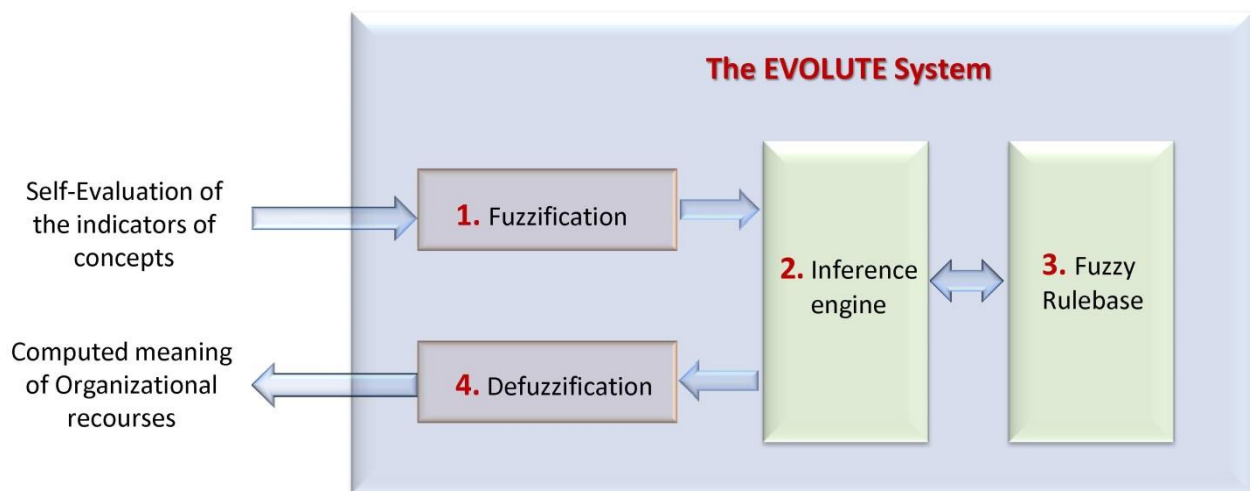 The EVOLUTE System
Self-Evaluation of
the indicators of
concepts
1. Fuzzification
2. Inference
engine
3. Fuzzy
Rulebase
4. Defuzzification
Computed meaning
of Organizational
recourses